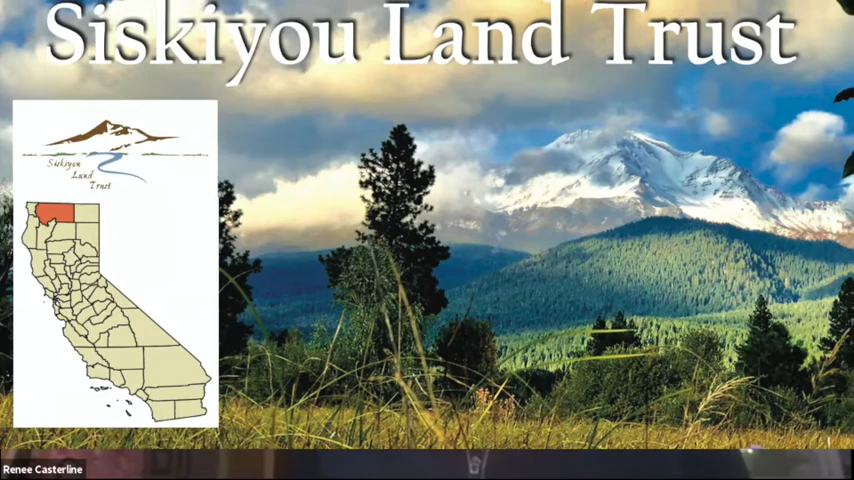 Siskiyou Land Trust
Siskiyou
Land
Trust
Renee Casterline